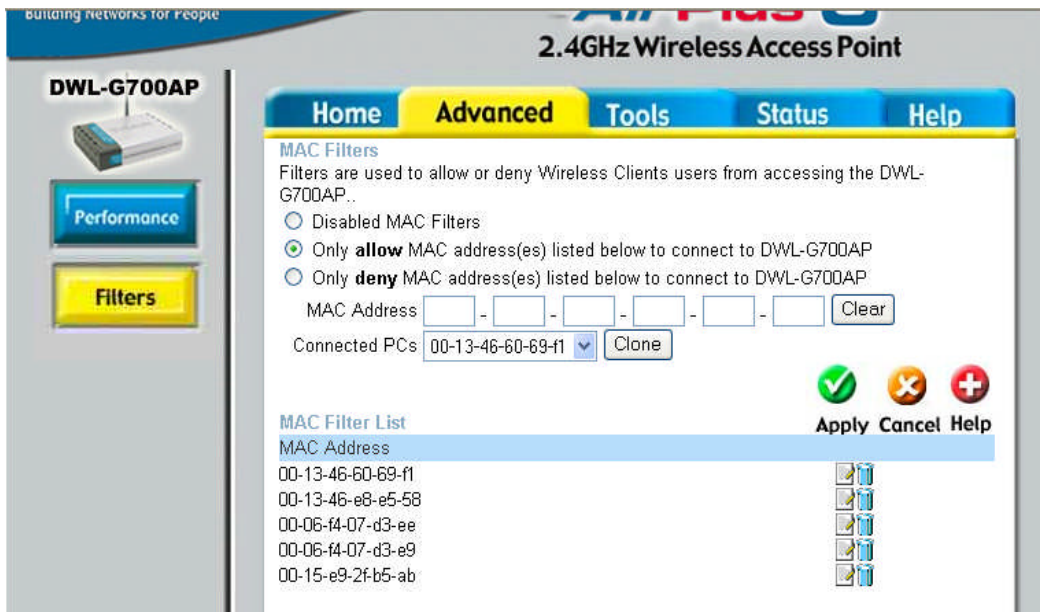 Building Networks for People
Air Plus G
2.4GHz Wireless Access Point
DWL-G700AP
Home Advanced Tools Status Help
Performance
Filters
MAC Filters
Filters are used to allow or deny Wireless Clients users from accessing the DWL-
G700AP..
Disabled MAC Filters
Only allow MAC address(es) listed below to connect to DWL-G700AP
Only deny MAC address(es) listed below to connect to DWL-G700AP
MAC Address - - - - - Clear
Connected PCs 00-13-46-60-69-f1 Clone
Apply Cancel Help
MAC Filter List
MAC Address
00-13-46-60-69-f1
00-13-46-e8-e5-58
00-06-f4-07-d3-ee
00-06-f4-07-d3-e9
00-15-e9-2f-b5-ab